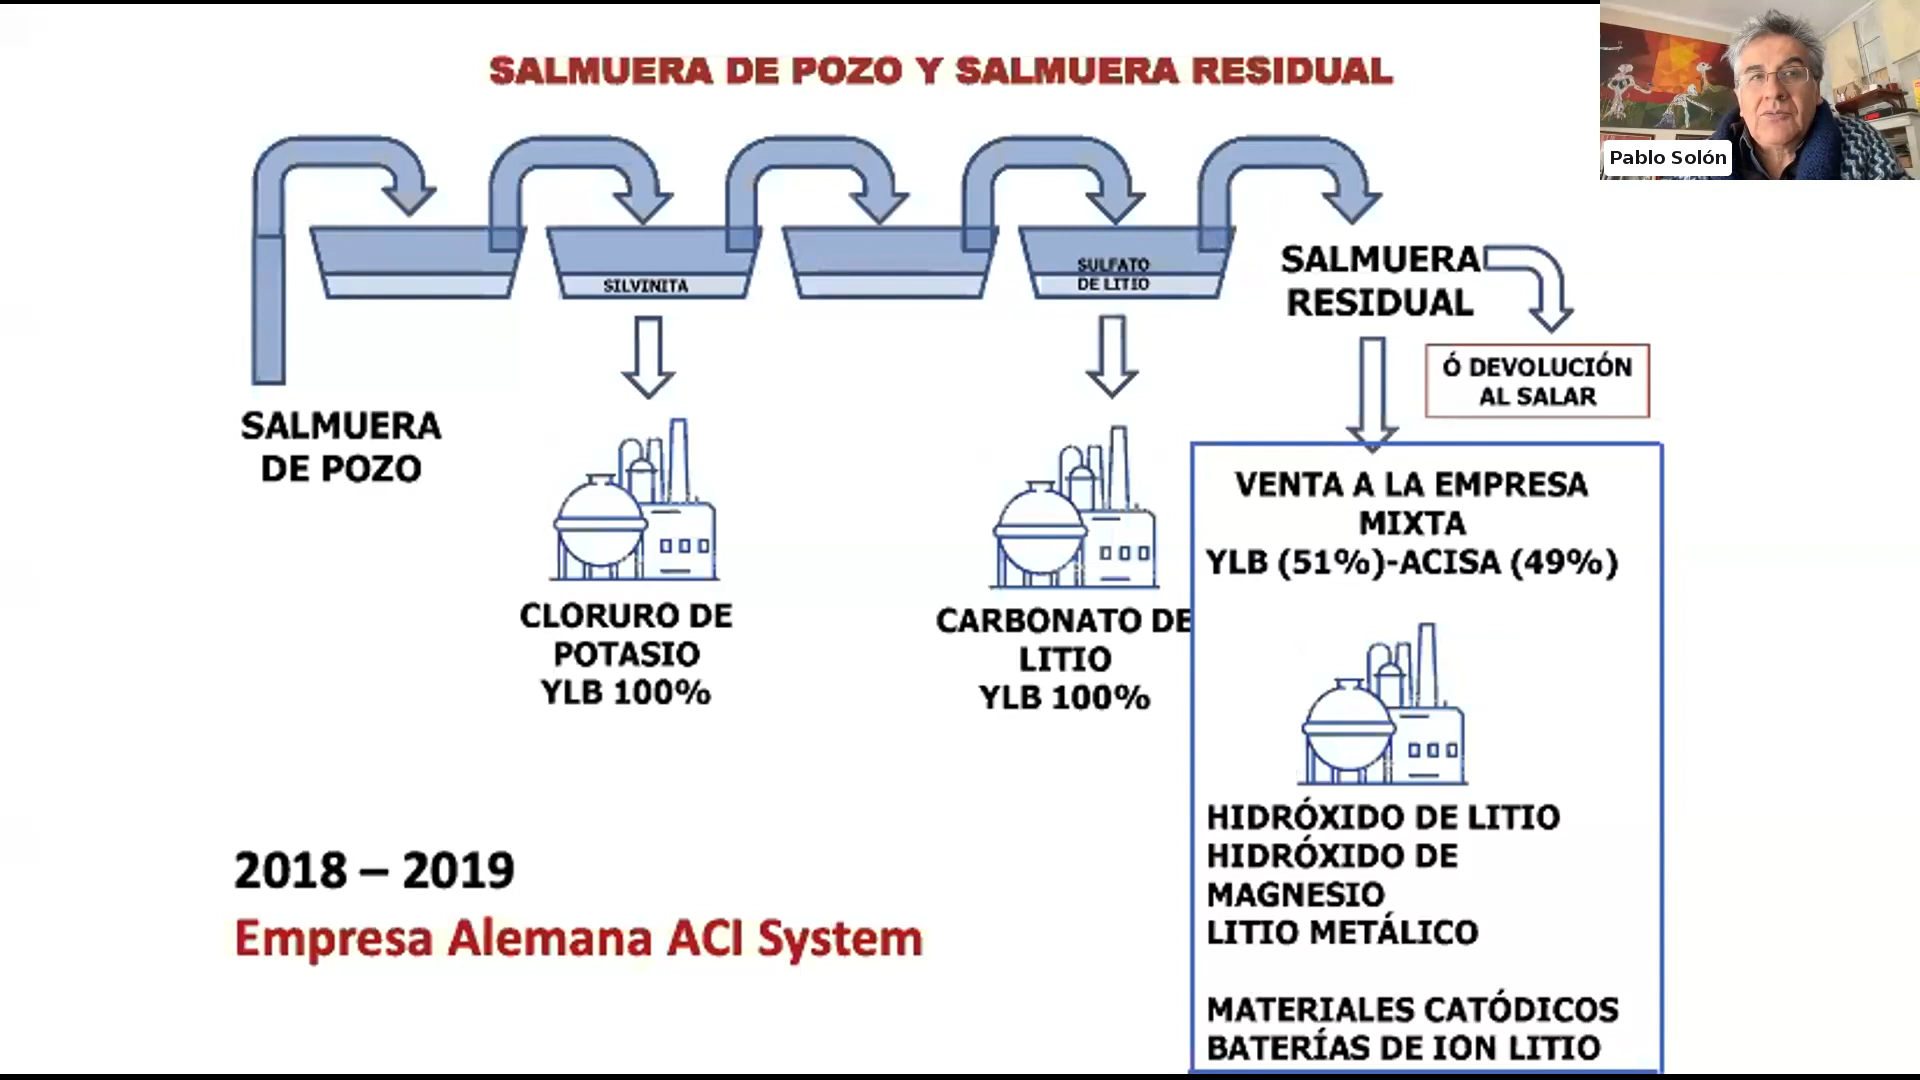 SALMUERA DE POZO Y SALMUERA RESIDUAL
Pablo Solón
SILVINITA
SULFATO
DE LITIO
SALMUERA
RESIDUAL
Ó DEVOLUCIÓN
AL SALAR
SALMUERA
DE POZO
CLORURO DE
POTASIO
YLB 100%
CARBONATO DE
LITIO
YLB 100%
VENTA A LA EMPRESA
MIXTA
YLB (51%)-ACISA (49%)
HIDRÓXIDO DE LITIO
HIDRÓXIDO DE
MAGNESIO
LITIO METÁLICO
MATERIALES CATÓDICOS
BATERÍAS DE ION LITIO
2018 – 2019
Empresa Alemana ACI System